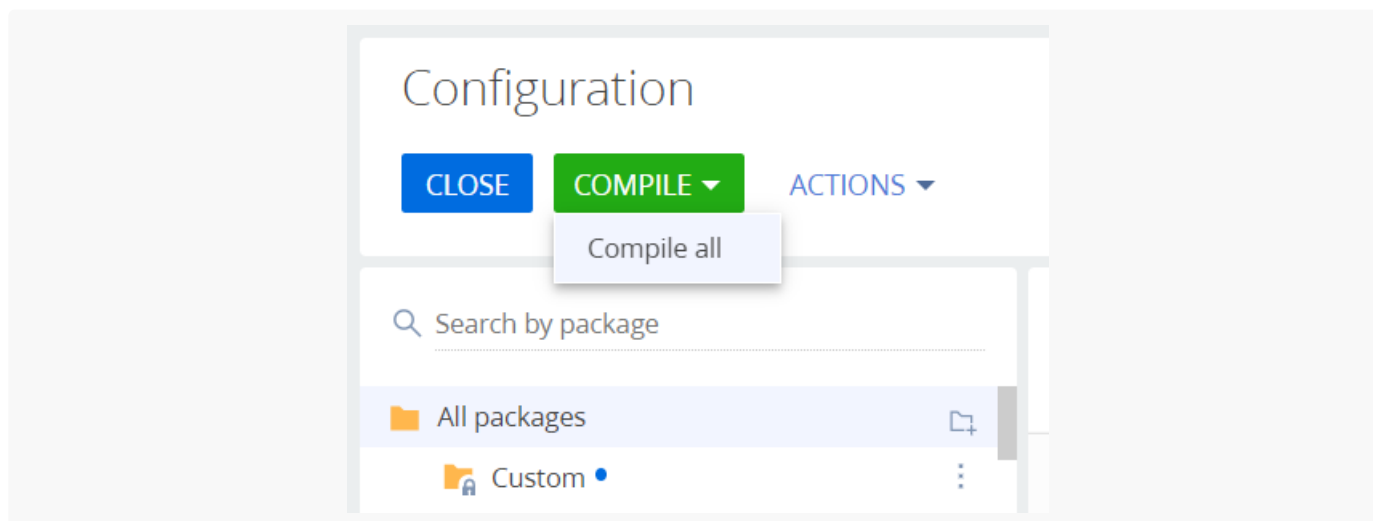 Configuration
CLOSE COMPILE ACTIONS
Compile all
Search by package
All packages
Custom